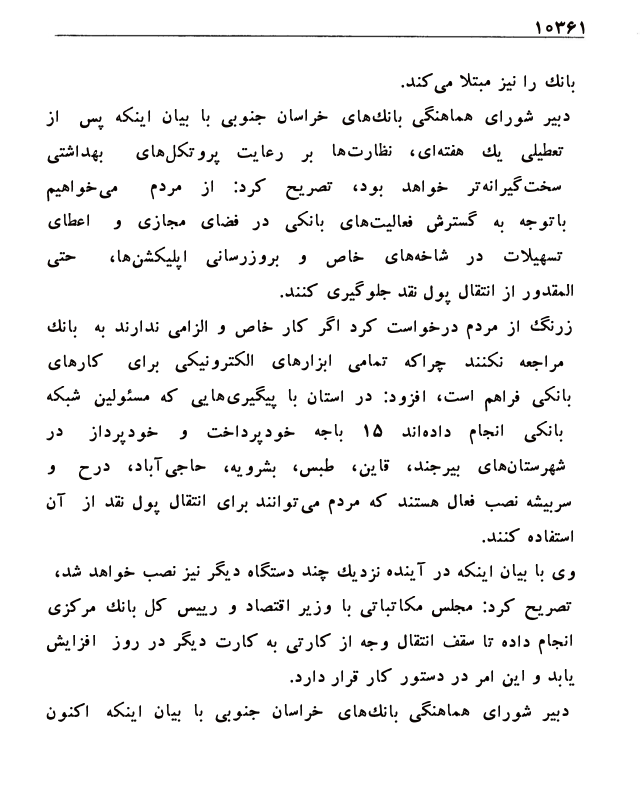 ۱۰۳۶۱
بانك را نیز مبتلا می‌کند.
دبیر شورای هماهنگی بانك‌های خراسان جنوبی با بیان اینکه پس از
تعطیلی یك هفته‌ای، نظارت‌ها بر رعایت پروتکل‌های بهداشتی
سخت‌گیرانه‌تر خواهد بود، تصریح کرد: از مردم می‌خواهیم
باتوجه به گسترش فعالیت‌های بانکی در فضای مجازی و اعطای
تسهیلات در شاخه‌های خاص و بروزرسانی اپلیکشن‌ها، حتی
المقدور از انتقال پول نقد جلوگیری کنند.
زرنگ از مردم درخواست کرد اگر کار خاص و الزامی ندارند به بانك
مراجعه نکنند چراکه تمامی ابزارهای الکترونیکی برای کارهای
بانکی فراهم است، افزود: در استان با پیگیری‌هایی که مسئولین شبکه
بانکی انجام داده‌اند ۱۵ باجه خودپرداخت و خودپرداز در
شهرستان‌های بیرجند، قاین، طبس، بشرویه، حاجی‌آباد، درح و
سربیشه نصب فعال هستند که مردم می‌توانند برای انتقال پول نقد از آن
استفاده کنند.
وی با بیان اینکه در آینده نزدیك چند دستگاه دیگر نیز نصب خواهد شد،
تصریح کرد: مجلس مکاتباتی با وزیر اقتصاد و رییس کل بانك مرکزی
انجام داده تا سقف انتقال وجه از کارتی به کارت دیگر در روز افزایش
یابد و این امر در دستور کار قرار دارد.
دبیر شورای هماهنگی بانك‌های خراسان جنوبی با بیان اینکه اکنون